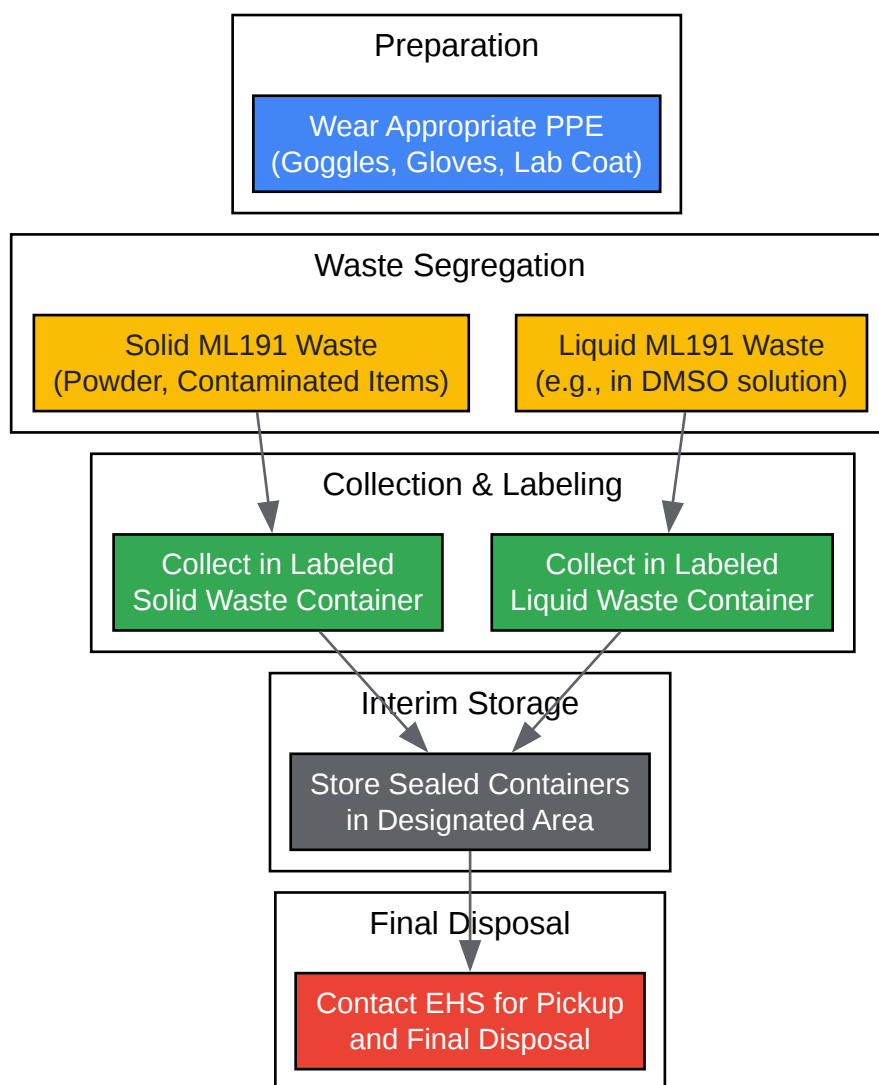 Preparation
Wear Appropriate PPE
(Goggles, Gloves, Lab Coat)
Waste Segregation
Solid ML191 Waste
(Powder, Contaminated Items)
Liquid ML191 Waste
(e.g., in DMSO solution)
Collection & Labeling
Collect in Labeled
Solid Waste Container
Collect in Labeled
Liquid Waste Container
Interim Storage
Store Sealed Containers
in Designated Area
Final Disposal
Contact EHS for Pickup
and Final Disposal